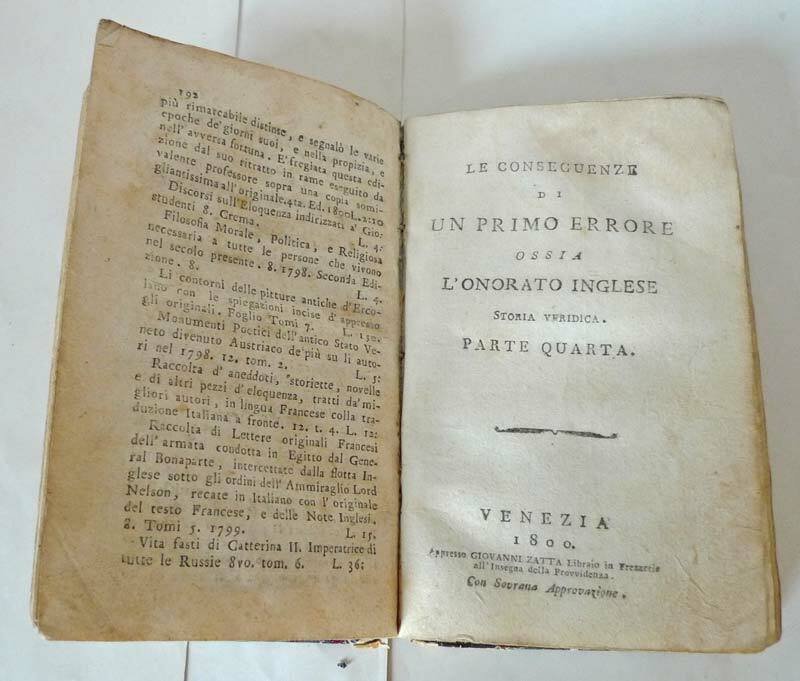 192
più rimarcabile distinse, e segnalò le varie
epoche de' giorni suoi, e nella propizia, e
nell' avversa fortuna. E' fregiata questa edi-
zione dal suo ritratto in rame eseguito da
valente professore sopra una copia somi-
gliantissima all' originale. 4ta. Ed. 1800. L. 2:10
Discorsi sull' eloquenza indirizzati a' Gio-
studenti 8. Crema. L. 4:
Filosofia Morale, Politica, e Religiosa
necessaria a tutte le persone che vivono
nel secolo presente. 8. 1798. Seconda Edi-
zione. 8. L. 4.
Li contorni delle pitture antiche d' Erco-
lano con le spiegazioni incise d' appresso
gli originali. Foglio Tomi 7. L. 130.
Monumenti Poetici dell' antico Stato Ve-
neto divenuto Austriaco de' più su li auto-
ri nel 1798. 12. tom. 2. L. 5:
Raccolta d' aneddoti, storiette, novelle
e di altri pezzi d' eloquenza, tratti da' mi-
gliori autori, in lingua Francese colla tra-
duzione Italiana a fronte. 12. t. 4. L. 12:
Raccolta di Lettere originali Francesi
dell' armata condotta in Egitto dal Gene-
ral Bonaparte, intercettate dalla flotta In-
glese sotto gli ordini dell' Ammiraglio Lord
Nelson, recate in Italiano con l' originale
del testo Francese, e delle Note Inglesi.
8. Tomi 5. 1799. L. 15.
Vita fasti di Catterina II. Imperatrice di
tutte le Russie 8vo. tom. 6. L. 36:
LE CONSEGUENZE
DI
UN PRIMO ERRORE
OSSIA
L'ONORATO INGLESE
STORIA VERIDICA.
PARTE QUARTA.
VENEZIA
1800.
Appresso GIOVANNI ZATTA Libraio in Frezaria
all'Insegna della Provvidenza.
Con Sovrana Approvazione.